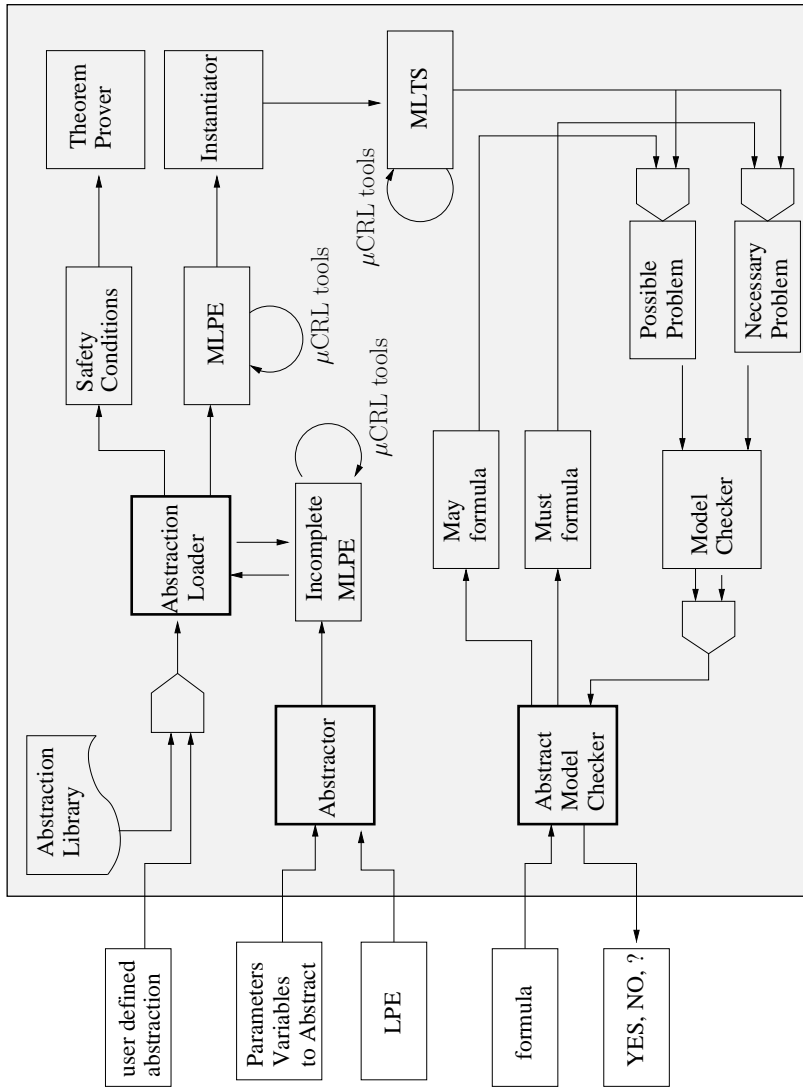 user defined
abstraction
Parameters
Variables
to Abstract
LPE
formula
YES, NO, ?
Abstraction
Library
Abstractor
Abstract
Model
Checker
Abstraction
Loader
Incomplete
MLPE
μCRL tools
May
formula
Must
formula
Model
Checker
Safety
Conditions
MLPE
μCRL tools
Possible
Problem
Necessary
Problem
Theorem
Prover
Instantiator
MLTS
μCRL tools